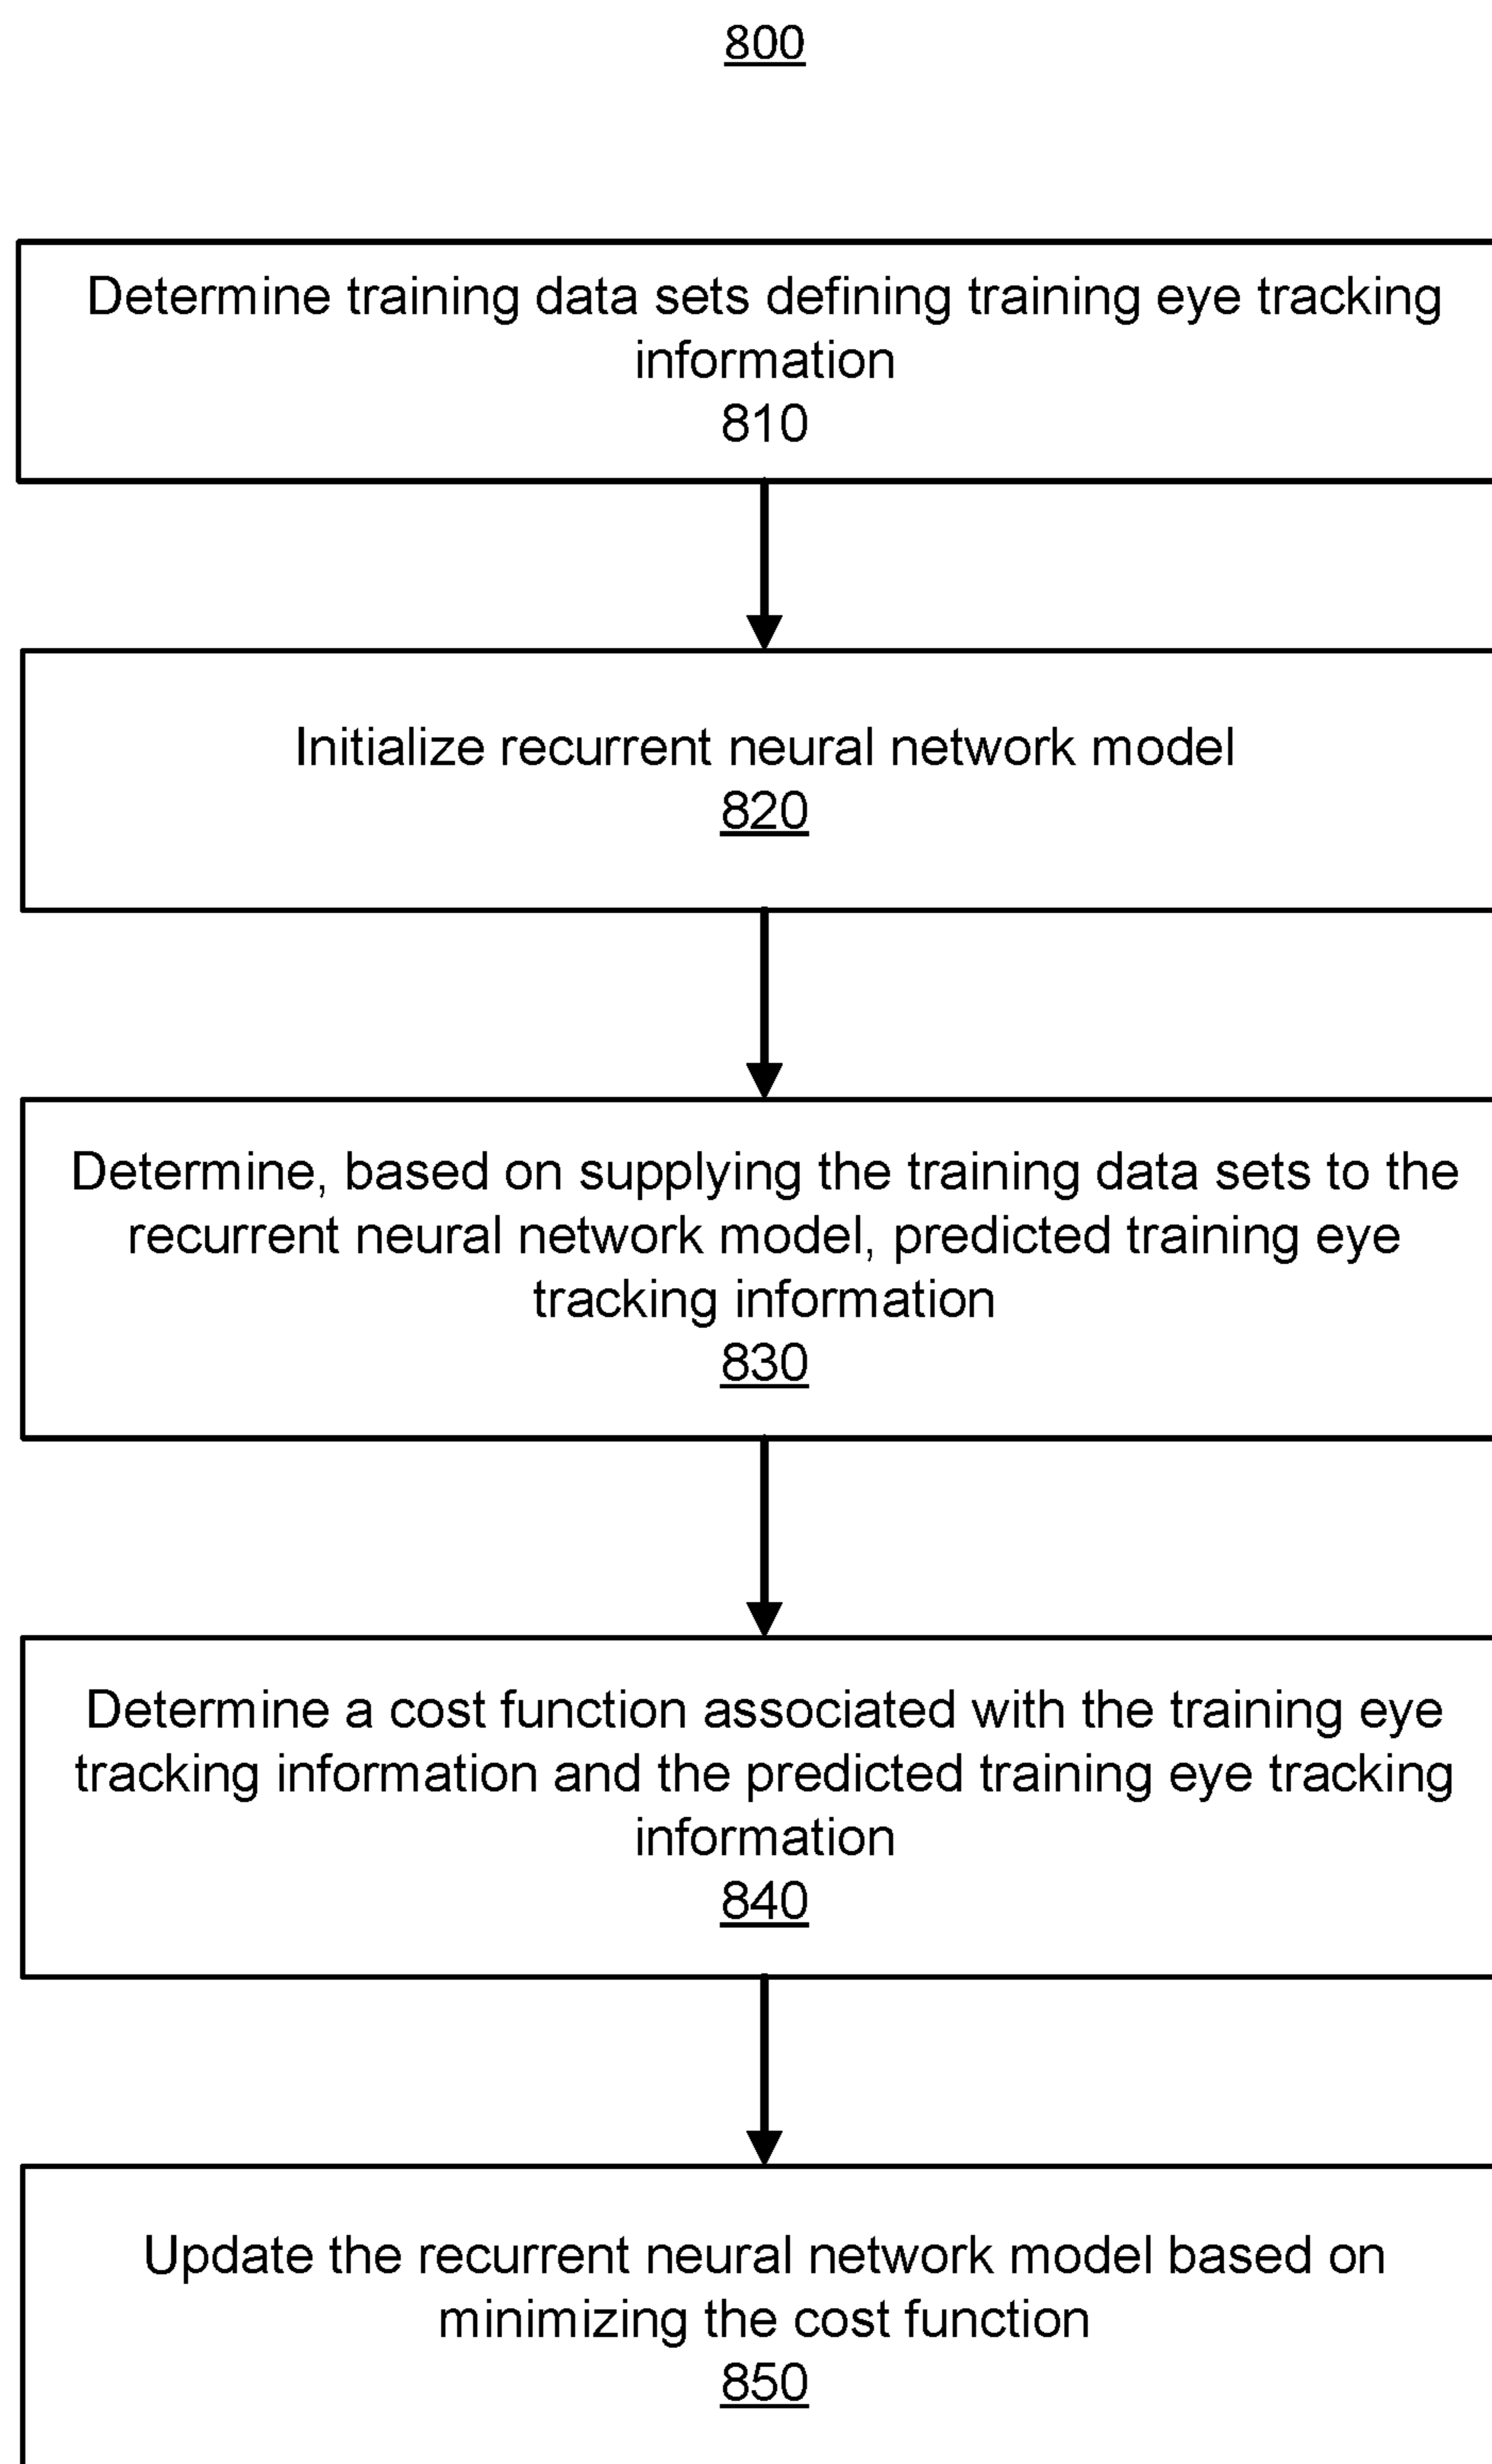 800
Determine training data sets defining training eye tracking
information
810
Initialize recurrent neural network model
820
Determine, based on supplying the training data sets to the
recurrent neural network model, predicted training eye
tracking information
830
Determine a cost function associated with the training eye
tracking information and the predicted training eye tracking
information
840
Update the recurrent neural network model based on
minimizing the cost function
850